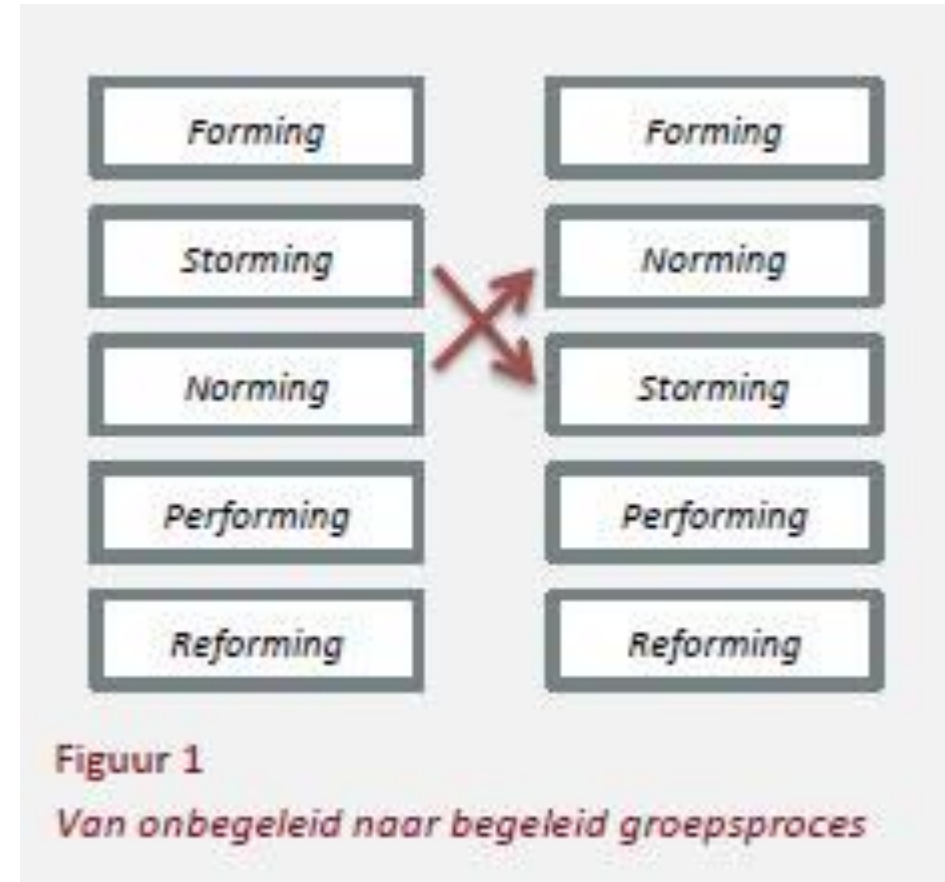 Forming
Storming
Norming
Performing
Reforming
Forming
Norming
Storming
Performing
Reforming
Figuur 1
Van onbegeleid naar begeleid groepsproces